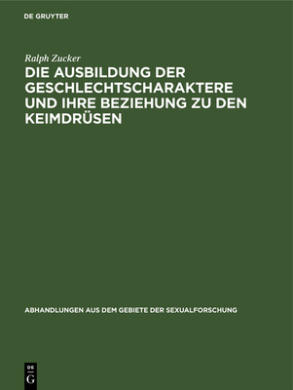 DE GRUYTER
Ralph Zucker
DIE AUSBILDUNG DER
GESCHLECHTSCHARAKTERE
UND IHRE BEZIEHUNG ZU DEN
KEIMDRÜSEN
ABHANDLUNGEN AUS DEM GEBIETE DER SEXUALFORSCHUNG
DE
G